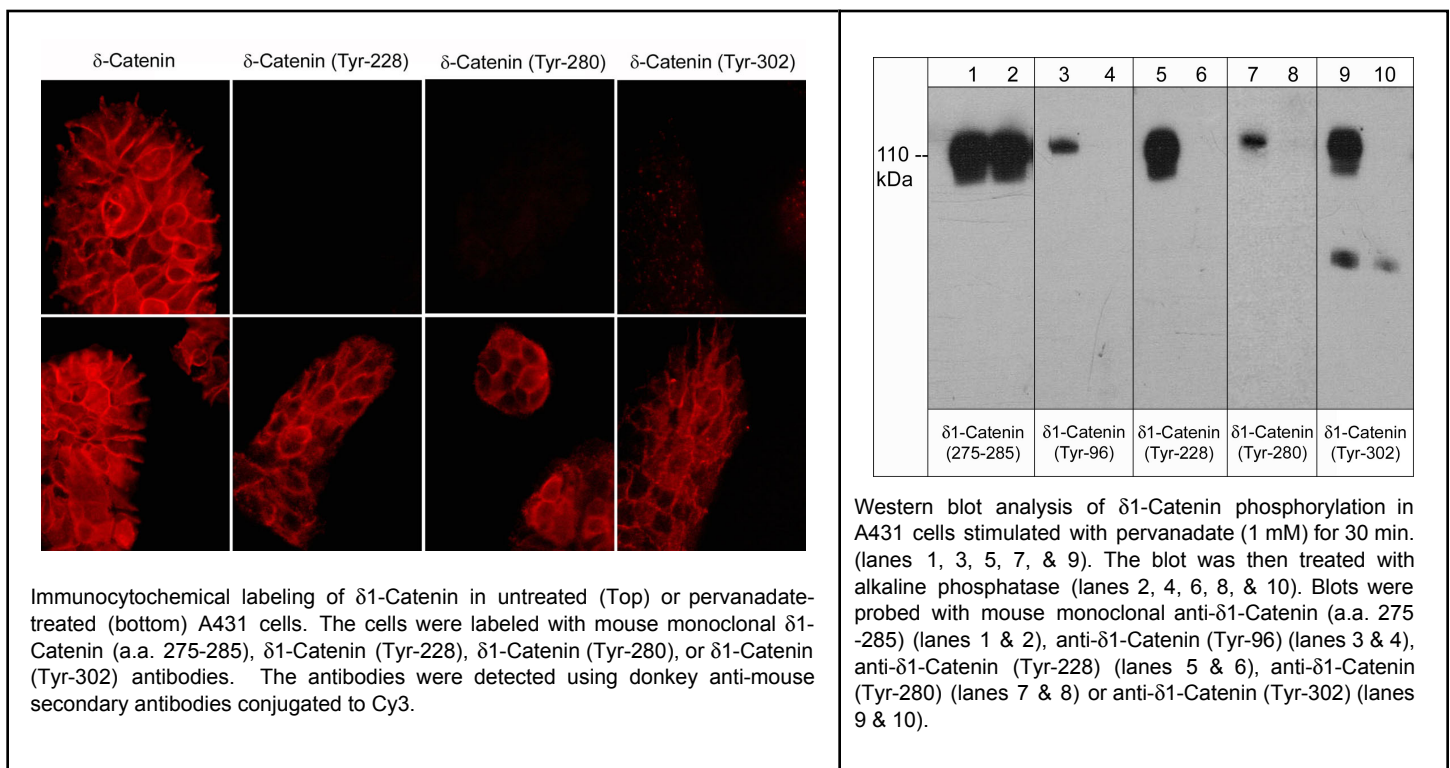 δ-Catenin δ-Catenin (Tyr-228) δ-Catenin (Tyr-280) δ-Catenin (Tyr-302)
Immunocytochemical labeling of δ1-Catenin in untreated (Top) or pervanadate-
treated (bottom) A431 cells. The cells were labeled with mouse monoclonal δ1-
Catenin (a.a. 275-285), δ1-Catenin (Tyr-228), δ1-Catenin (Tyr-280), or δ1-Catenin
(Tyr-302) antibodies. The antibodies were detected using donkey anti-mouse
secondary antibodies conjugated to Cy3.
1 2 3 4 5 6 7 8 9 10
110 --
kDa
δ1-Catenin δ1-Catenin δ1-Catenin δ1-Catenin δ1-Catenin
(275-285) (Tyr-96) (Tyr-228) (Tyr-280) (Tyr-302)
Western blot analysis of δ1-Catenin phosphorylation in
A431 cells stimulated with pervanadate (1 mM) for 30 min.
(lanes 1, 3, 5, 7, & 9). The blot was then treated with
alkaline phosphatase (lanes 2, 4, 6, 8, & 10). Blots were
probed with mouse monoclonal anti-δ1-Catenin (a.a. 275
-285) (lanes 1 & 2), anti-δ1-Catenin (Tyr-96) (lanes 3 & 4),
anti-δ1-Catenin (Tyr-228) (lanes 5 & 6), anti-δ1-Catenin
(Tyr-280) (lanes 7 & 8) or anti-δ1-Catenin (Tyr-302) (lanes
9 & 10).